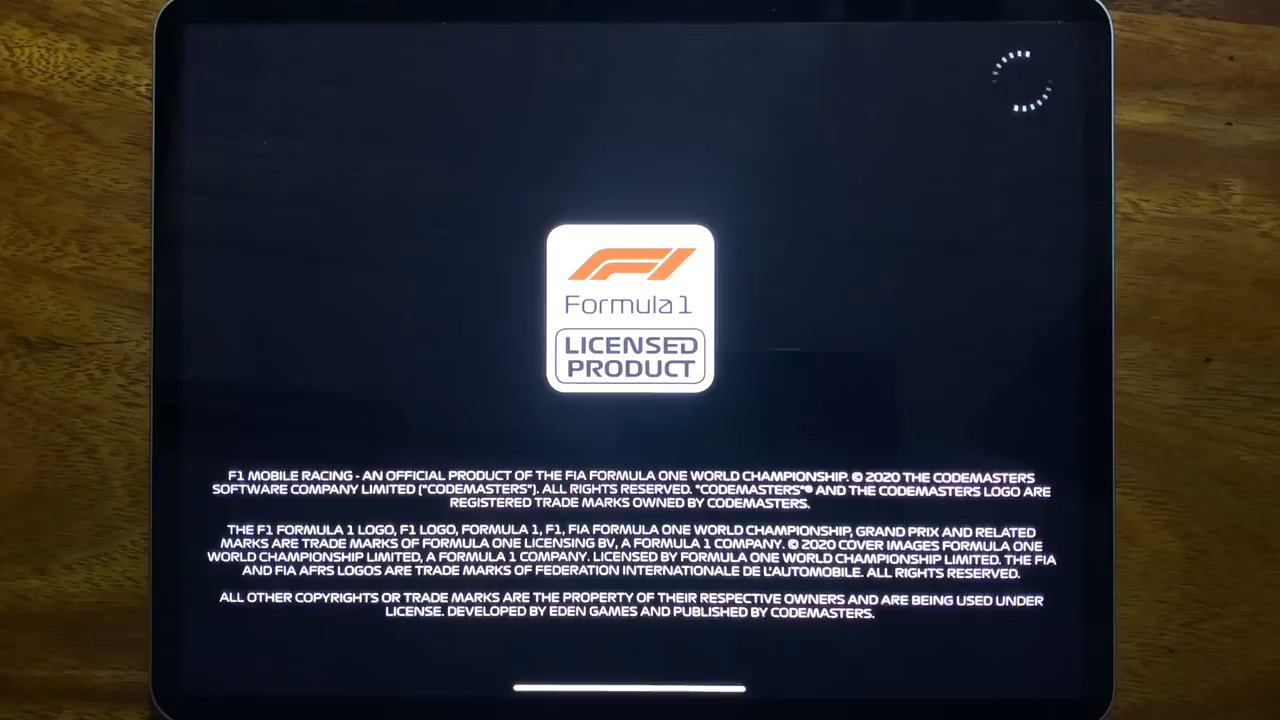 F1
Formula 1
LICENSED
PRODUCT
F1 MOBILE RACING - AN OFFICIAL PRODUCT OF THE FIA FORMULA ONE WORLD CHAMPIONSHIP. © 2020 THE CODEMASTERS
SOFTWARE COMPANY LIMITED ("CODEMASTERS"). ALL RIGHTS RESERVED. "CODEMASTERS"® AND THE CODEMASTERS LOGO ARE
REGISTERED TRADE MARKS OWNED BY CODEMASTERS.
THE F1 FORMULA 1 LOGO, F1 LOGO, FORMULA 1, F1, FIA FORMULA ONE WORLD CHAMPIONSHIP, GRAND PRIX AND RELATED
MARKS ARE TRADE MARKS OF FORMULA ONE LICENSING BV, A FORMULA 1 COMPANY. © 2020 COVER IMAGES FORMULA ONE
WORLD CHAMPIONSHIP LIMITED, A FORMULA 1 COMPANY. LICENSED BY FORMULA ONE WORLD CHAMPIONSHIP LIMITED. THE FIA
AND FIA AFRS LOGOS ARE TRADE MARKS OF FEDERATION INTERNATIONALE DE L'AUTOMOBILE. ALL RIGHTS RESERVED.
ALL OTHER COPYRIGHTS OR TRADE MARKS ARE THE PROPERTY OF THEIR RESPECTIVE OWNERS AND ARE BEING USED UNDER
LICENSE. DEVELOPED BY EDEN GAMES AND PUBLISHED BY CODEMASTERS.